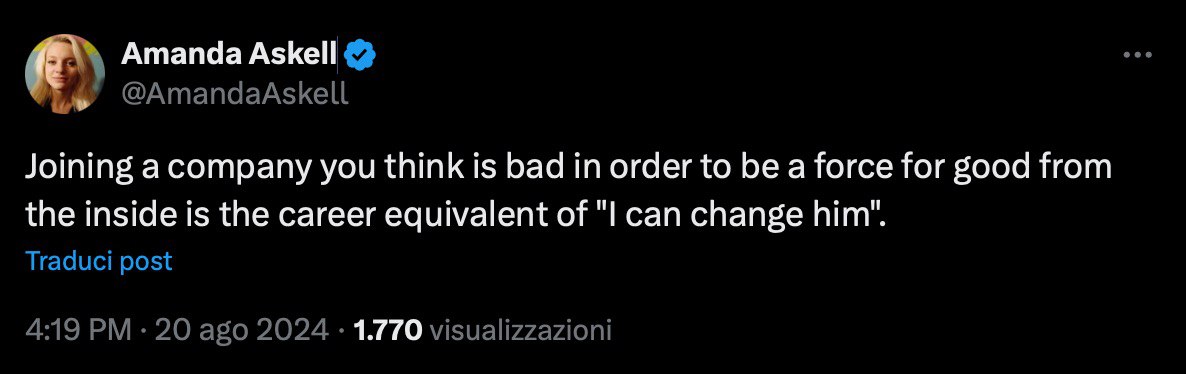 Amanda Askell
@AmandaAskell
Joining a company you think is bad in order to be a force for good from
the inside is the career equivalent of "I can change him".
Traduci post
4:19 PM · 20 ago 2024 · 1.770 visualizzazioni